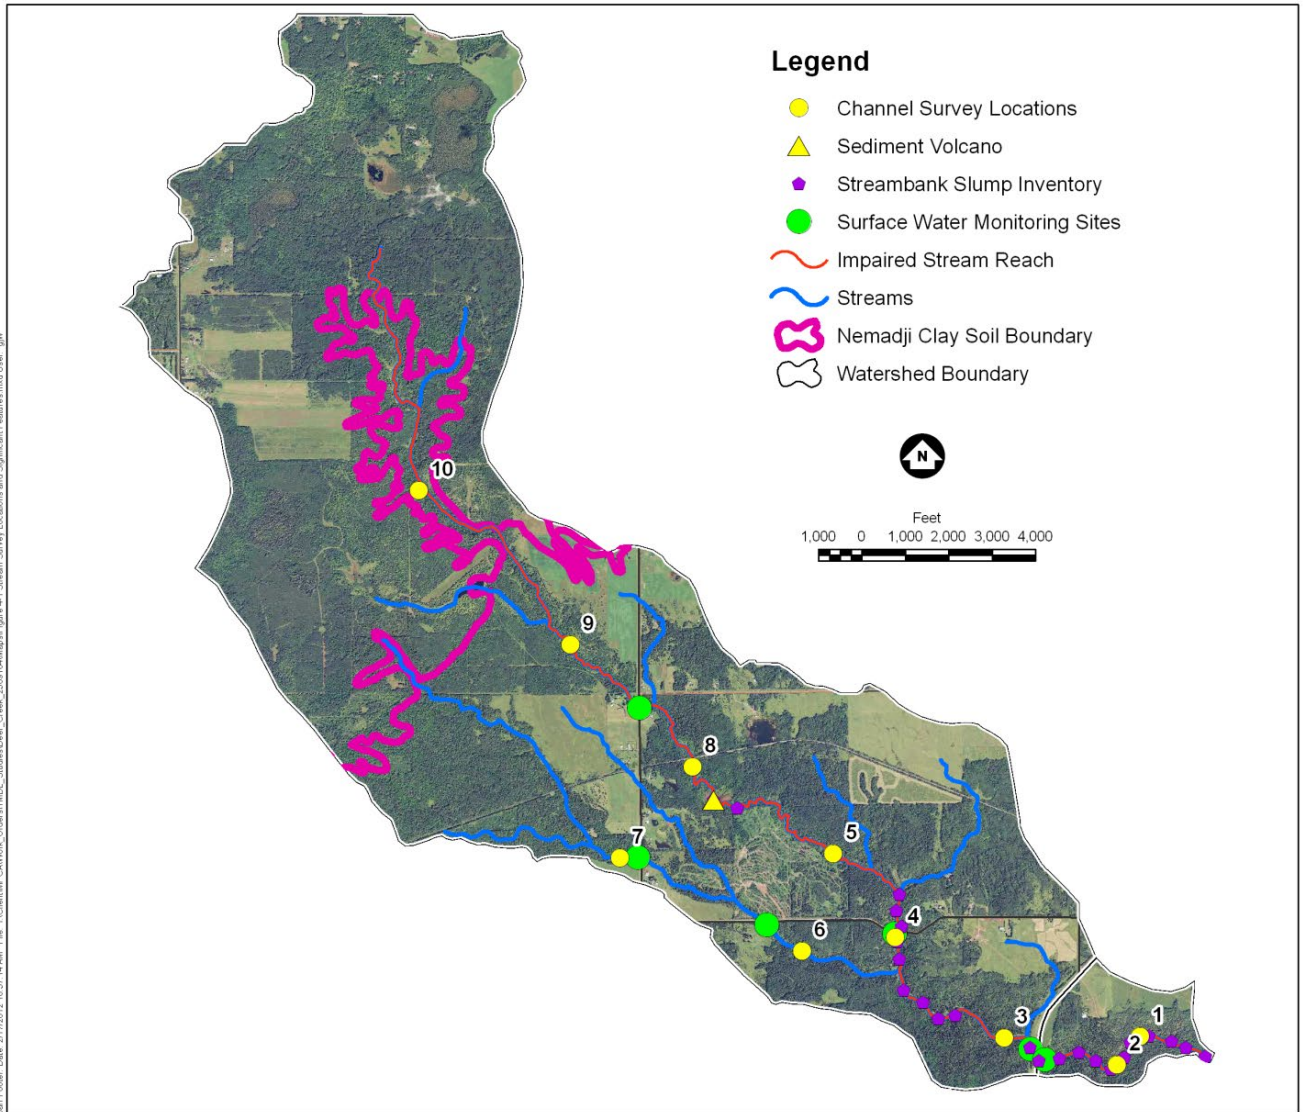 Legend
Channel Survey Locations
Sediment Volcano
Streambank Slump Inventory
Surface Water Monitoring Sites
Impaired Stream Reach
Streams
Nemadji Clay Soil Boundary
Watershed Boundary
N
Feet
1,000 0 1,000 2,000 3,000 4,000
10
9
8
7
5
6
4
3
1
2